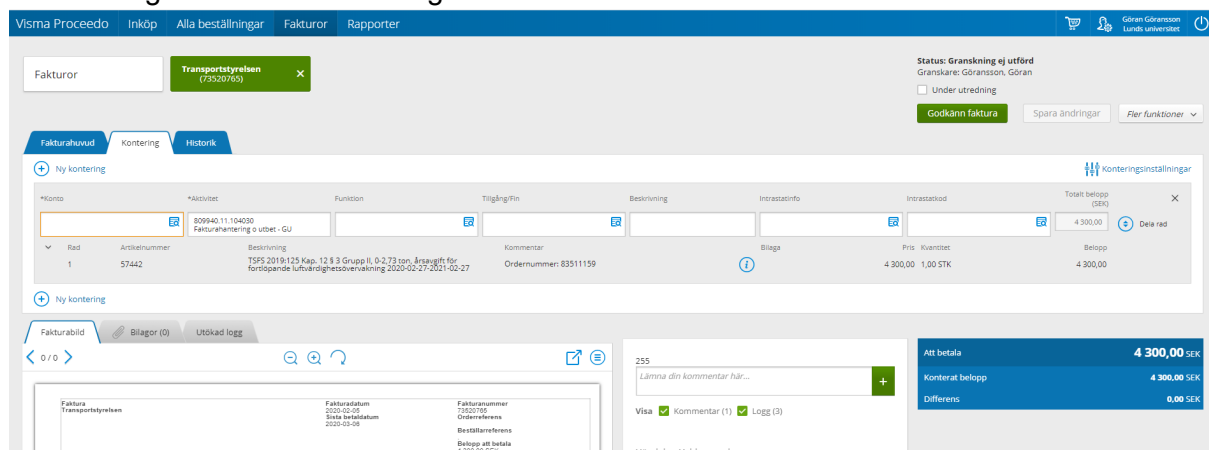 Visma Proceedo Inköp Alla beställningar Fakturor Rapporter
Göran Göransson
Lunds universitet
Fakturor
Transportstyrelsen
(73520765)
Status: Granskning ej utförd
Granskare: Göransson, Göran
Under utredning
Godkänn faktura Spara ändringar Fler funktioner
Fakturahuvud Kontering Historik
Ny kontering
Konteringsinställningar
*Konto *Aktivitet Funktion Tillgång/Fin Beskrivning Intrastatinfo Intrastatkod Totalt belopp (SEK)
809940.11.104030
Fakturahantering o utbet - GU
4 300,00 Dela rad
Rad Artikelnummer Beskrivning Kommentar Bilaga Pris Kvantitet Belopp
1 57442 TSFS 2019:125 Kap. 12 § 3 Grupp II, 0-2,73 ton, årsavgift för
fortlöpande luftvärdighetsövervakning 2020-02-27-2021-02-27
Ordernummer: 83511159 4 300,00 1,00 STK 4 300,00
Ny kontering
Fakturabild Bilagor (0) Utökad logg
0 / 0
255
Lämna din kommentar här...
Visa Kommentar (1) Logg (3)
Att betala 4 300,00 SEK
Konterat belopp 4 300,00 SEK
Differens 0,00 SEK
Faktura
Transportstyrelsen
Fakturadatum
2020-02-05
Sista betaldatum
2020-03-06
Fakturanummer
73520765
Orderreferens
Beställarreferens
Belopp att betala